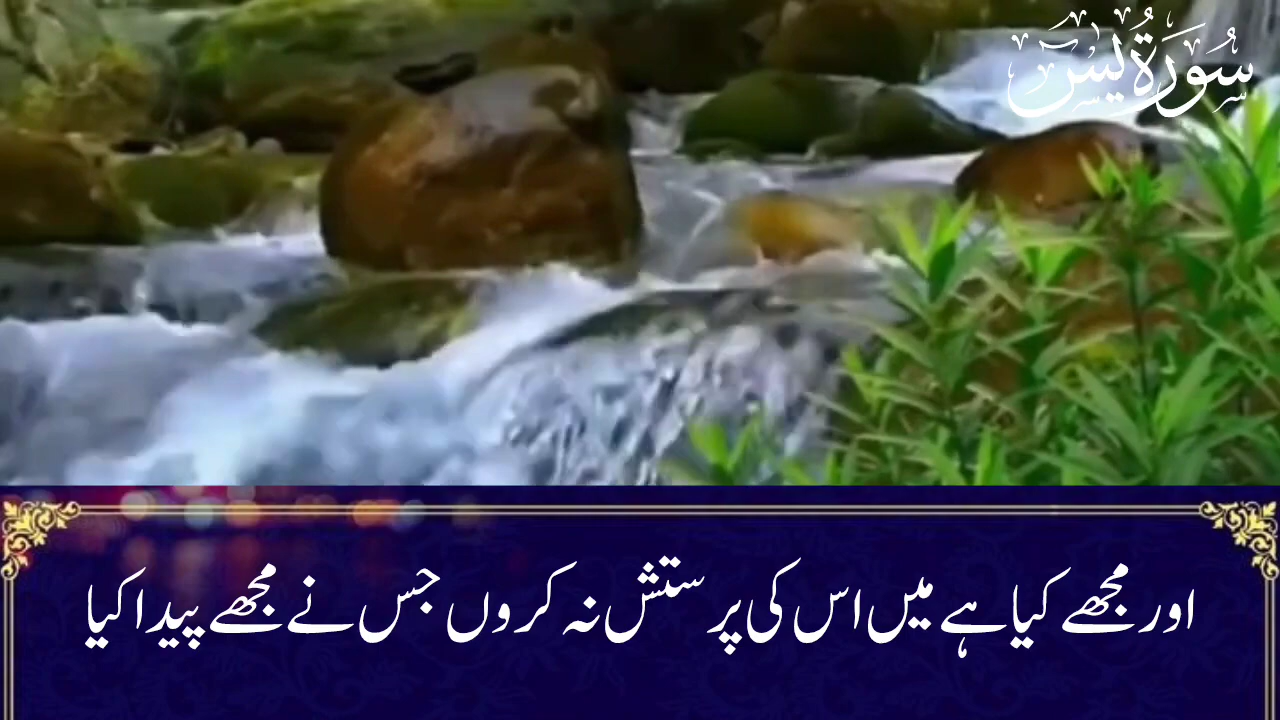 سُورَةُ يٰسٓ
اور مجھے کیا ہے میں اس کی پرستش نہ کروں جس نے مجھے پیدا کیا